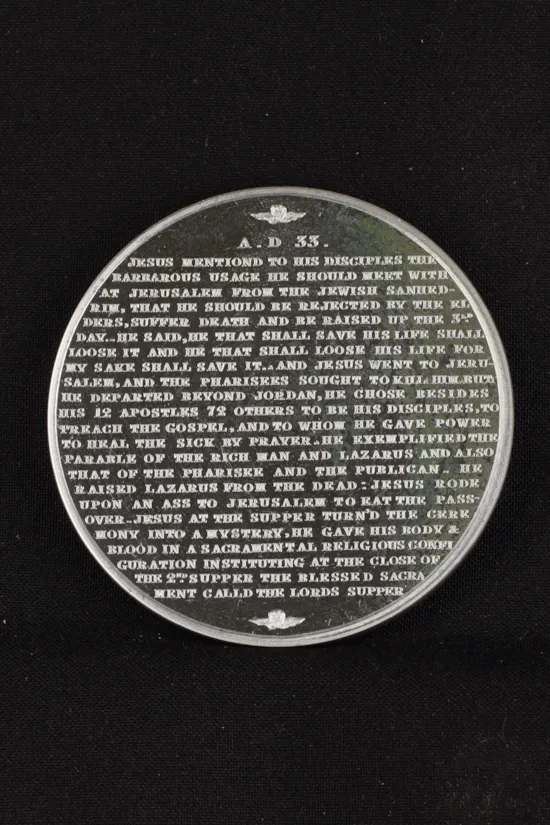 A . D 33 .
JESUS MENTIOND TO HIS DISCIPLES THE
BARBAROUS USAGE HE SHOULD MEET WITH
AT JERUSALEM FROM THE JEWISH SANHED-
RIM, THAT HE SHOULD BE REJECTED BY THE EL
DERS, SUFFER DEATH AND BE RAISED UP THE 3RD
DAY.. HE SAID, HE THAT SHALL SAVE HIS LIFE SHALL
LOOSE IT AND HE THAT SHALL LOOSE HIS LIFE FOR
MY SAKE SHALL SAVE IT... AND JESUS WENT TO JERU-
SALEM, AND THE PHARISEES SOUGHT TO KILL HIM.. BUT
HE DEPARTED BEYOND JORDAN, HE CHOSE BESIDES
HIS 12 APOSTLES 72 OTHERS TO BE HIS DISCIPLES, TO
PREACH THE GOSPEL, AND TO WHOM HE GAVE POWER
TO HEAL THE SICK BY PRAYER.. HE EXEMPLIFIED THE
PARABLE OF THE RICH MAN AND LAZARUS AND ALSO
THAT OF THE PHARISEE AND THE PUBLICAN.. HE
RAISED LAZARUS FROM THE DEAD: JESUS RODE
UPON AN ASS TO JERUSALEM TO EAT THE PASS-
OVER.. JESUS AT THE SUPPER TURN'D THE CERE
MONY INTO A MYSTERY, HE GAVE HIS BODY &
BLOOD IN A SACRAMENTAL RELIGIOUS CONFI
GURATION INSTITUTING AT THE CLOSE OF
THE 2ND SUPPER THE BLESSED SACRA
MENT CALLD THE LORDS SUPPER